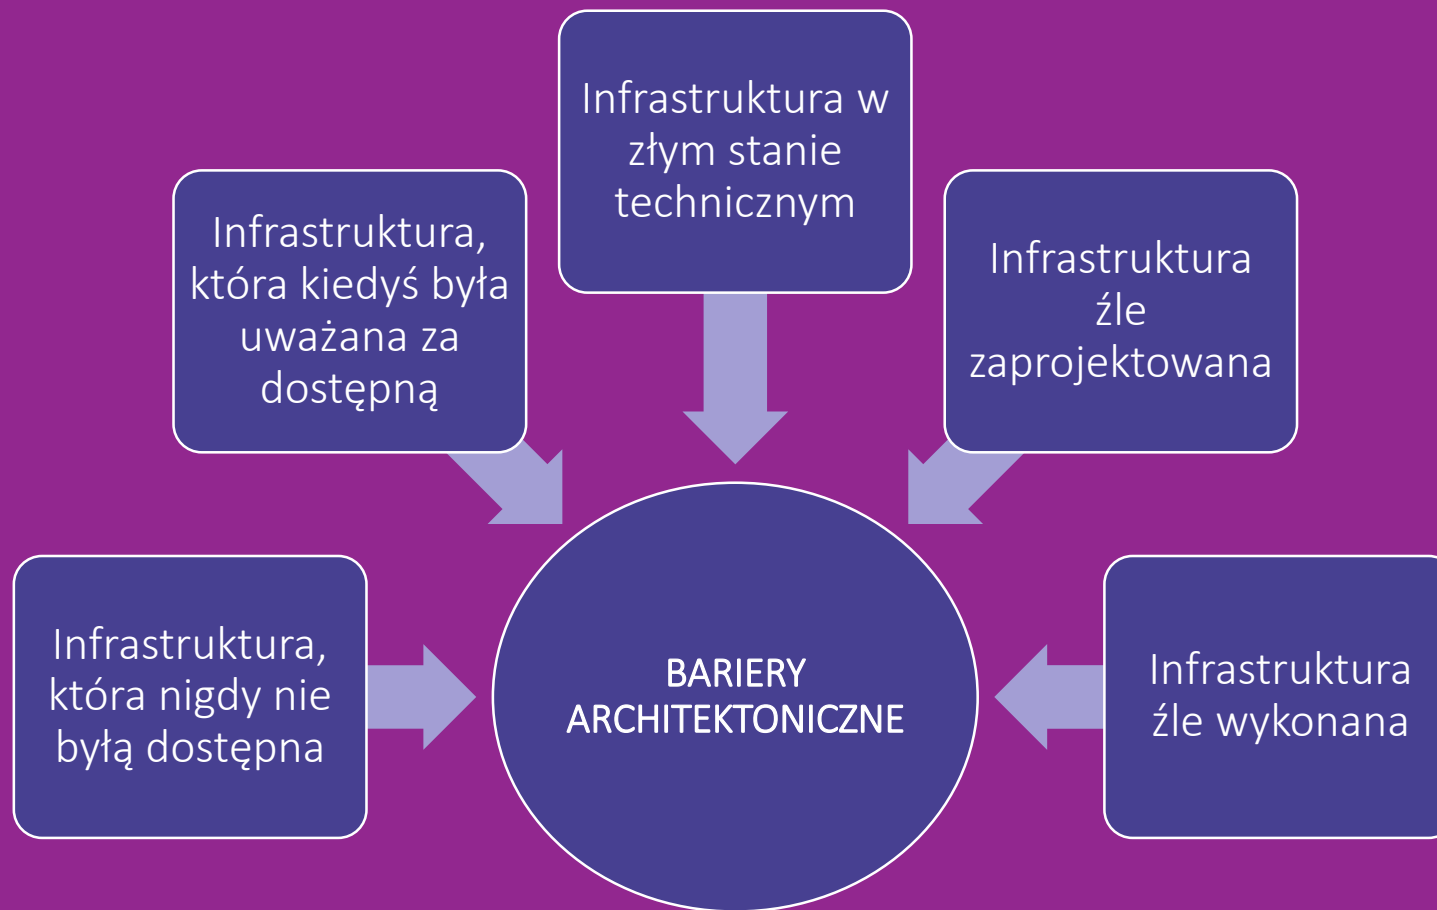 Infrastruktura w
złym stanie
technicznym
Infrastruktura,
która kiedyś była
uważana za
dostępną
Infrastruktura
źle
zaprojektowana
Infrastruktura,
która nigdy nie
byłą dostępna
BARIERY
ARCHITEKTONICZNE
Infrastruktura
źle wykonana